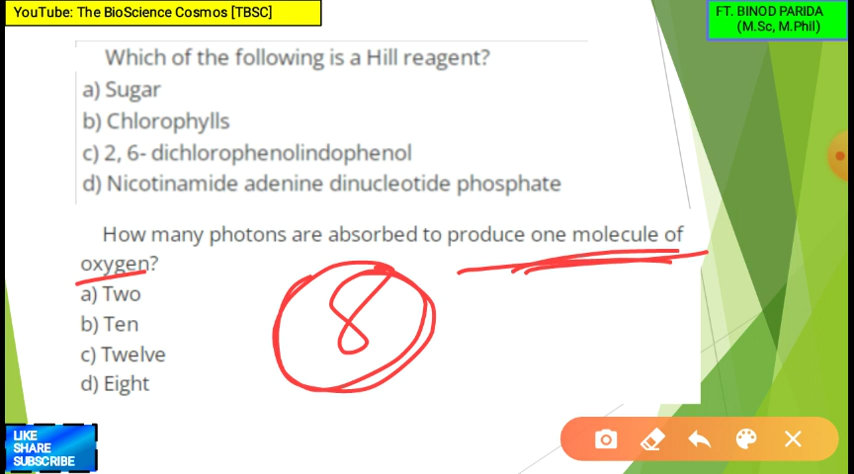 YouTube: The BioScience Cosmos [TBSC]
FT. BINOD PARIDA
(M.Sc, M.Phil)
Which of the following is a Hill reagent?
a) Sugar
b) Chlorophylls
c) 2, 6- dichlorophenolindophenol
d) Nicotinamide adenine dinucleotide phosphate
How many photons are absorbed to produce one molecule of
oxygen?
a) Two
b) Ten
c) Twelve
d) Eight
8
LIKE
SHARE
SUBSCRIBE